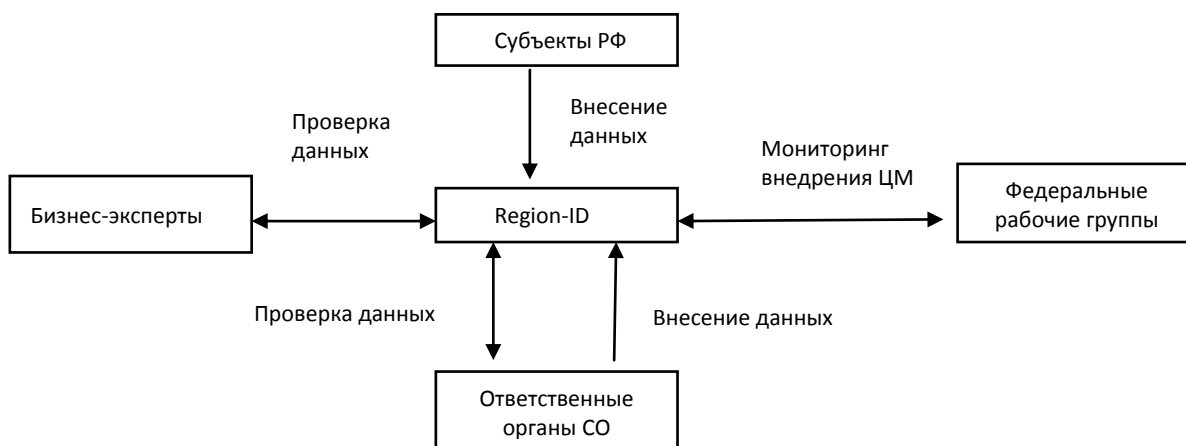 Субъекты РФ
Внесение
данных
Проверка
данных
Мониторинг
внедрения ЦМ
Бизнес-эксперты
Region-ID
Федеральные
рабочие группы
Проверка данных
Внесение данных
Ответственные
органы СО